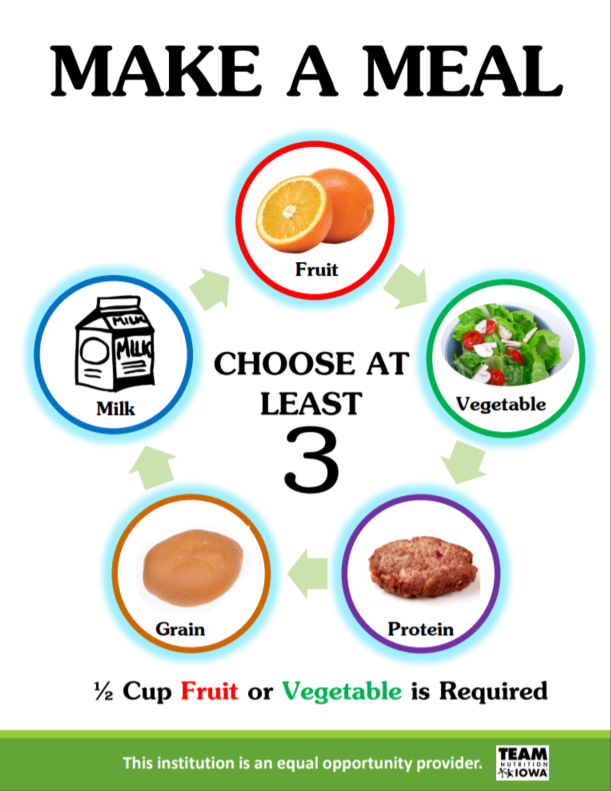 MAKE A MEAL
Fruit
MILK
MILK
Milk
CHOOSE AT
LEAST
3
Vegetable
Grain
Protein
½ Cup Fruit or Vegetable is Required
This institution is an equal opportunity provider.
TEAM
NUTRITION
IOWA